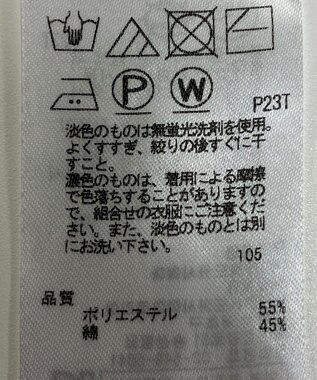 P
W
P23T
淡色のものは無蛍光洗剤を使用。
よくすすぎ、絞りの後すぐに干
すこと。
濃色のものは、着用による摩擦
で色落ちすることがありますの
で、組合せの衣服にご注意くだ
さい。また、淡色のものとは別
にお洗い下さい。
105
品質
ポリエステル 55%
綿 45%